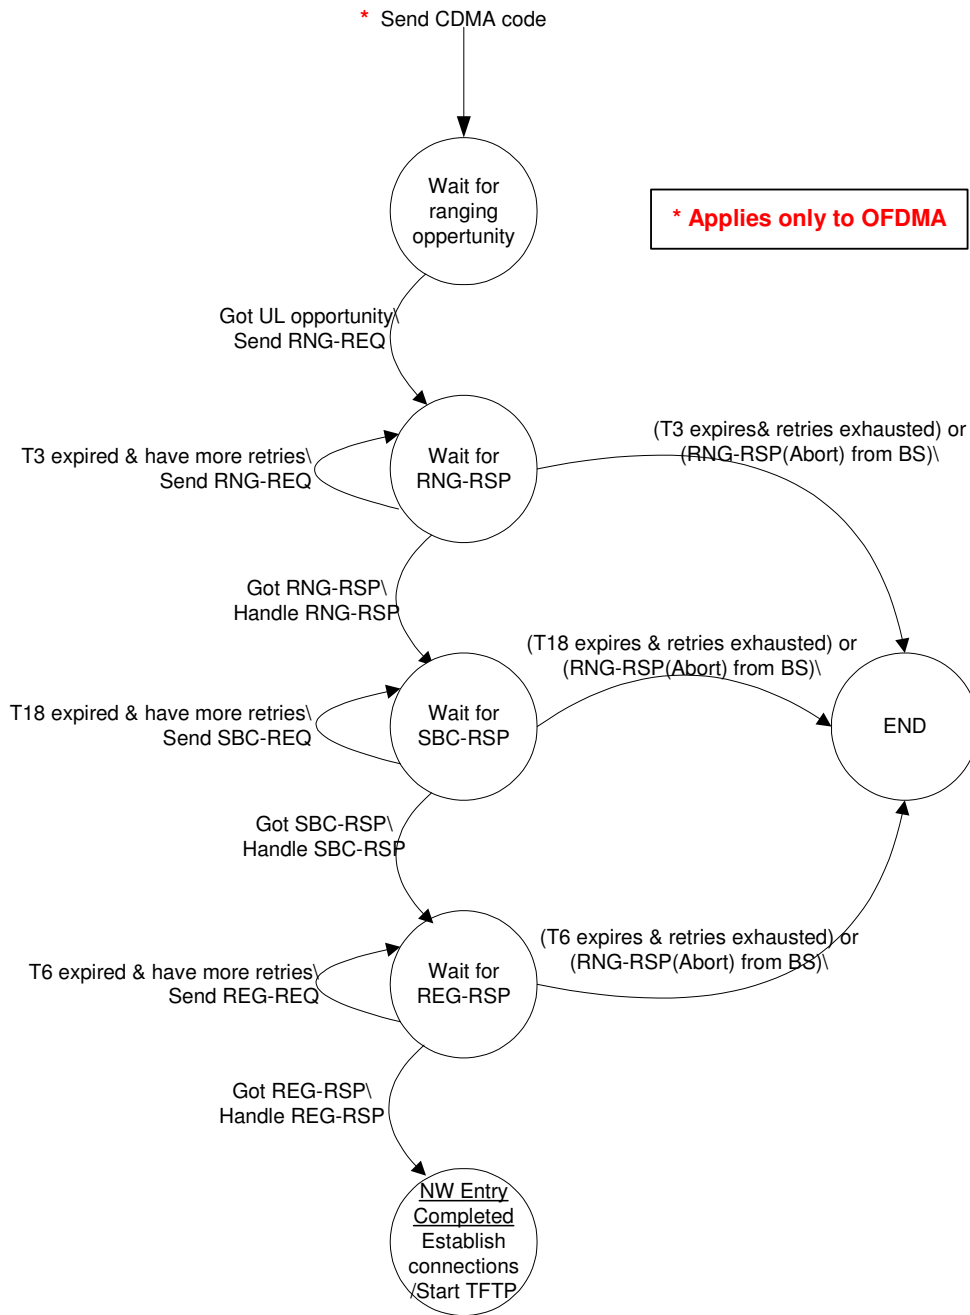 * Send CDMA code
Wait for
ranging
oppertunity
* Applies only to OFDMA
Got UL opportunity\
Send RNG-REQ
T3 expired & have more retries\
Send RNG-REQ
Wait for
RNG-RSP
(T3 expires& retries exhausted) or
(RNG-RSP(Abort) from BS)\
Got RNG-RSP\
Handle RNG-RSP
(T18 expires & retries exhausted) or
(RNG-RSP(Abort) from BS)\
T18 expired & have more retries\
Send SBC-REQ
Wait for
SBC-RSP
END
Got SBC-RSP\
Handle SBC-RSP
T6 expired & have more retries\
Send REG-REQ
Wait for
REG-RSP
(T6 expires & retries exhausted) or
(RNG-RSP(Abort) from BS)\
Got REG-RSP\
Handle REG-RSP
NW Entry
Completed
Establish
connections
/Start TFTP